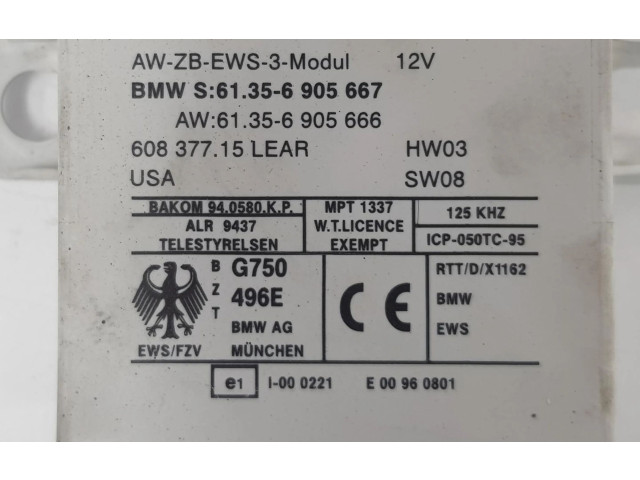 AW-ZB-EWS-3-Modul 12V
BMW S:61.35-6 905 667
AW:61.35-6 905 666
608 377.15 LEAR HW03
USA SW08
BAKOM 94.0580.K.P.
ALR 9437
TELESTYRELSEN
MPT 1337
W.T.LICENCE
EXEMPT
125 KHZ
ICP-050TC-95
BZT
G750
496E
BMW AG
EWS/FZV MÜNCHEN
CE
RTT/D/X1162
BMW
EWS
e1 I-00 0221 E 00 96 0801